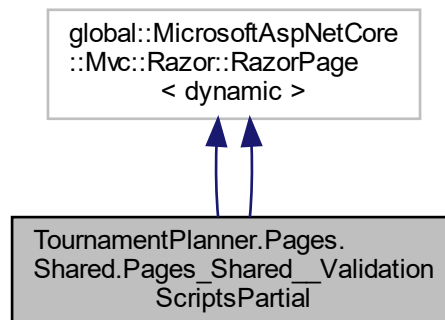 global::MicrosoftAspNetCore
::Mvc::Razor::RazorPage
< dynamic >
TournamentPlanner.Pages.
Shared.Pages_Shared__Validation
ScriptsPartial